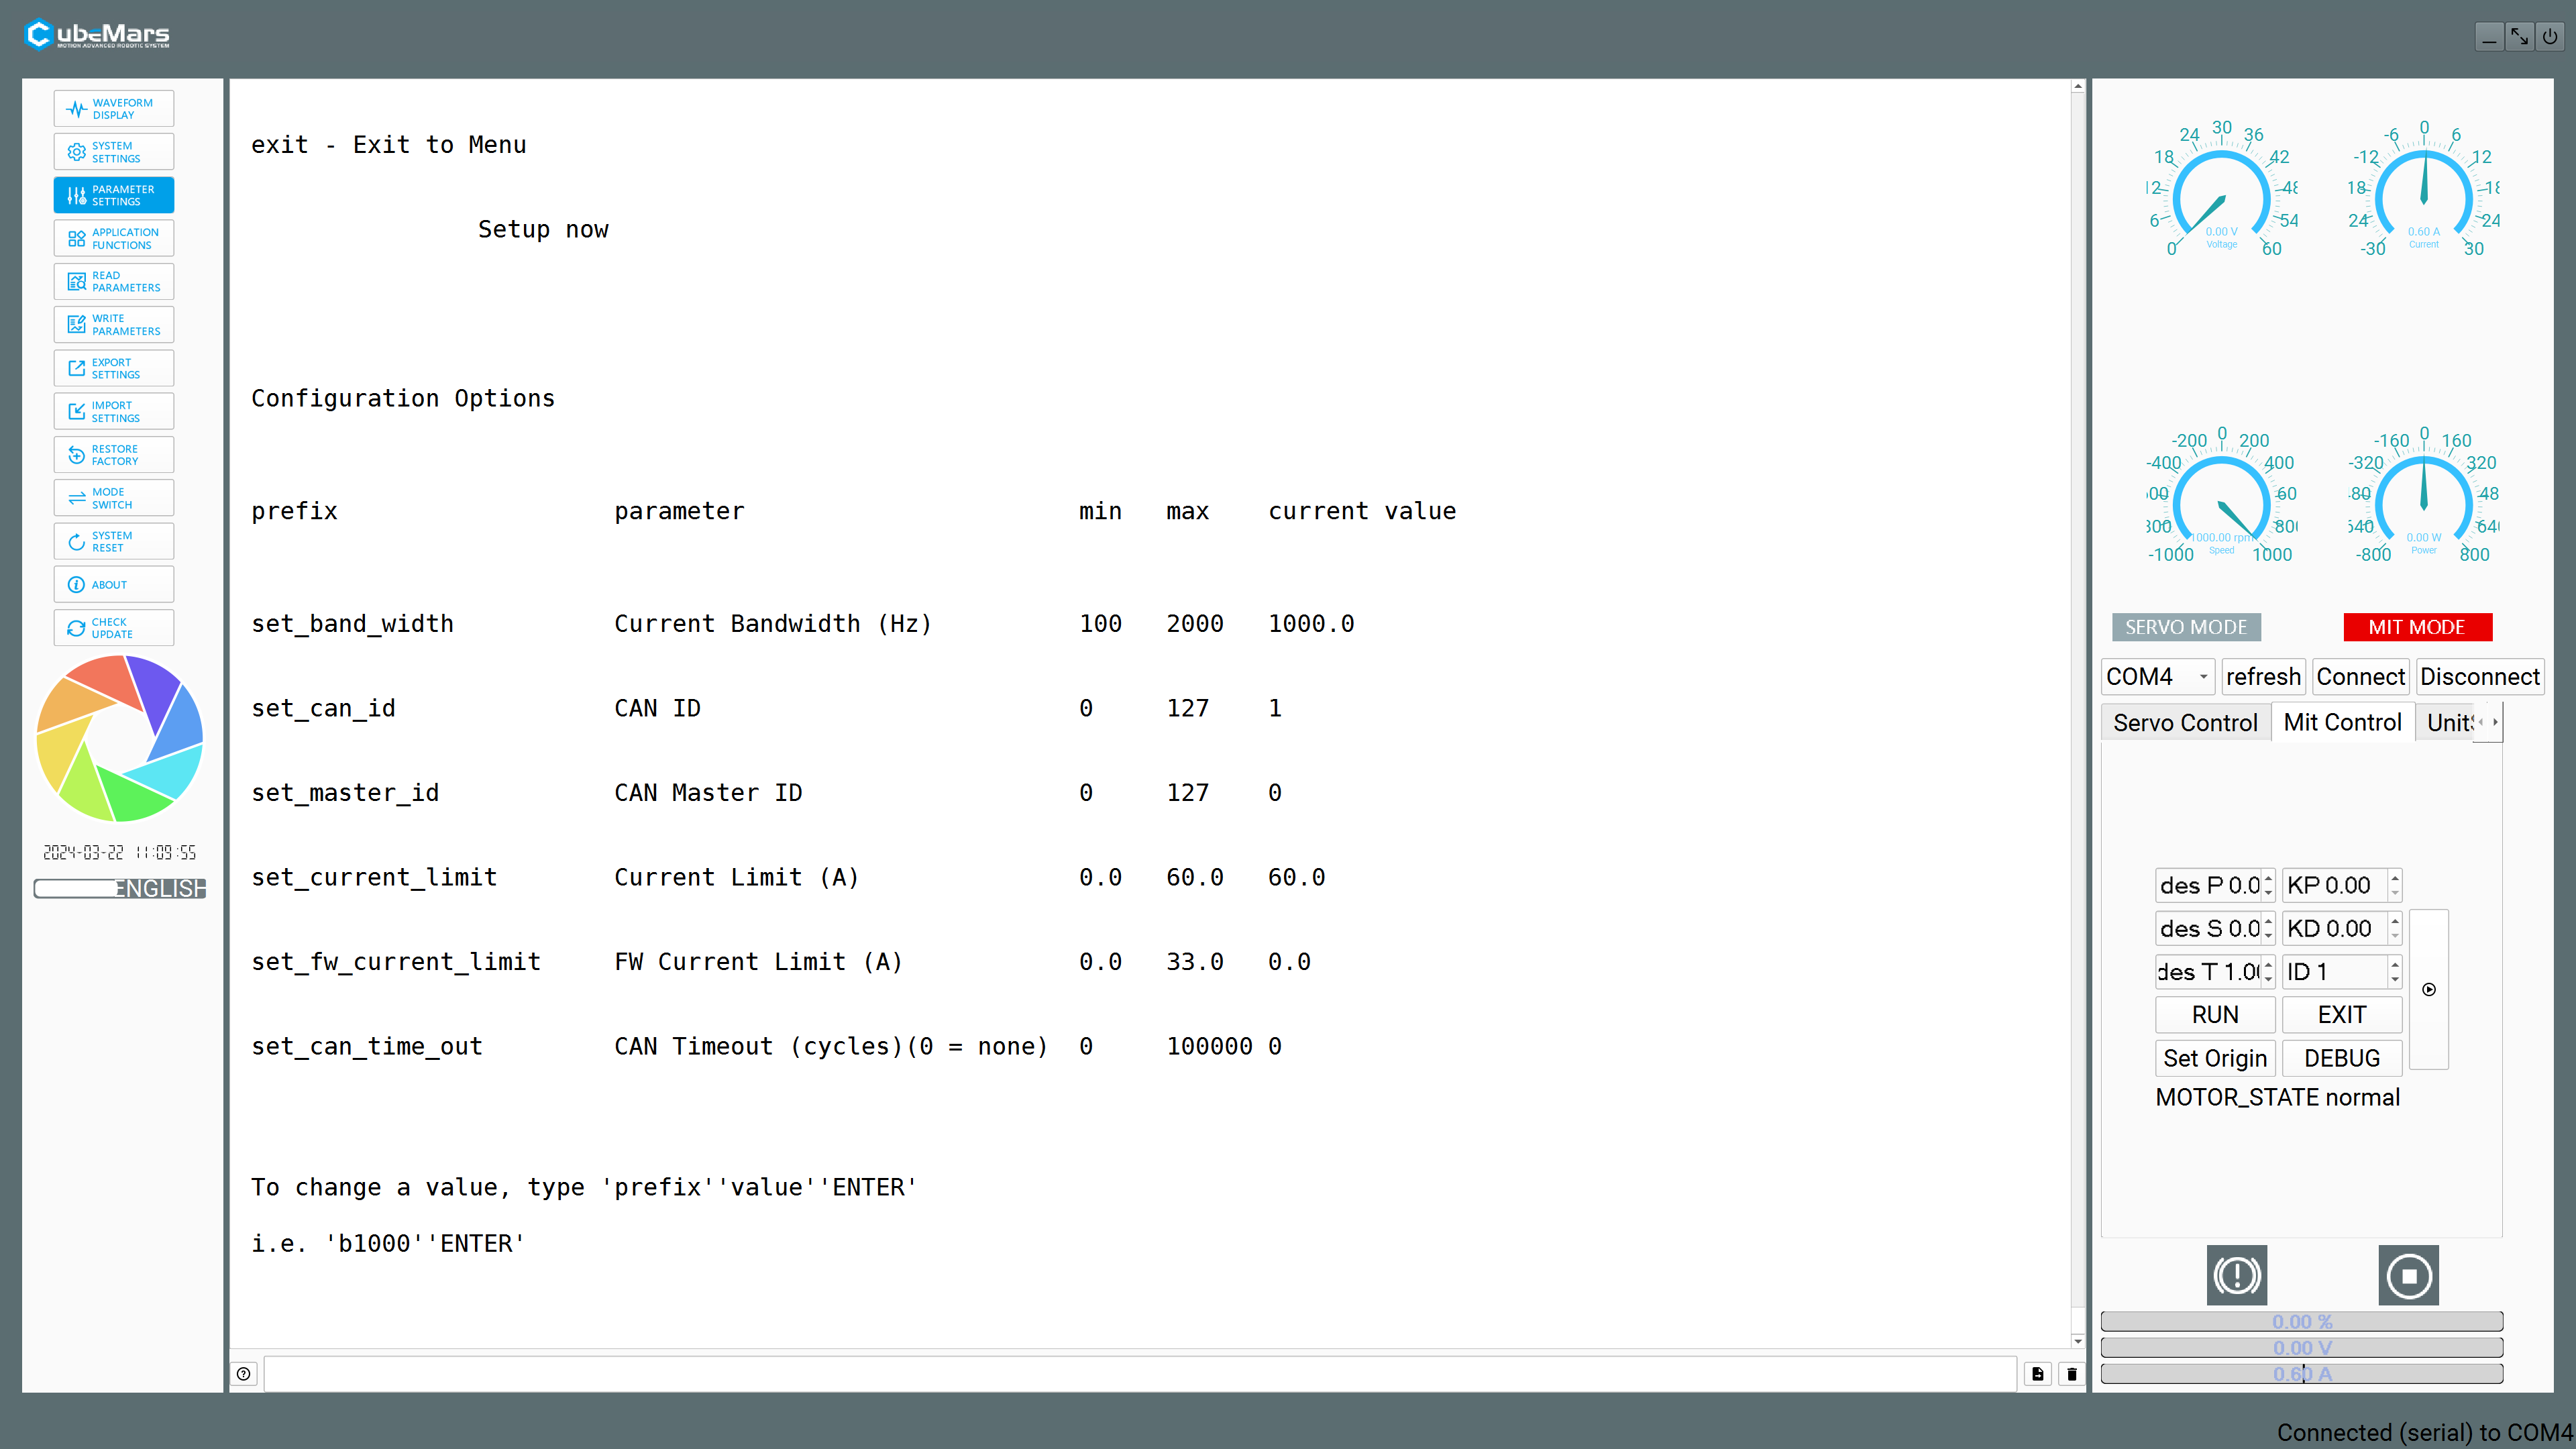 CubeMars
MOTION ADVANCED ROBOTIC SYSTEM
WAVEFORM
DISPLAY
SYSTEM
SETTINGS
PARAMETER
SETTINGS
APPLICATION
FUNCTIONS
READ
PARAMETERS
WRITE
PARAMETERS
EXPORT
SETTINGS
IMPORT
SETTINGS
RESTORE
FACTORY
MODE
SWITCH
SYSTEM
RESET
ABOUT
CHECK
UPDATE
2024-03-22 11:09:55
ENGLISH
exit - Exit to Menu
Setup now
Configuration Options
prefix parameter min max current value
set_band_width Current Bandwidth (Hz) 100 2000 1000.0
set_can_id CAN ID 0 127 1
set_master_id CAN Master ID 0 127 0
set_current_limit Current Limit (A) 0.0 60.0 60.0
set_fw_current_limit FW Current Limit (A) 0.0 33.0 0.0
set_can_time_out CAN Timeout (cycles)(0 = none) 0 100000 0
To change a value, type 'prefix''value''ENTER'
i.e. 'b1000''ENTER'
24 30 36
18 42
12 48
6 54
0 60
0.00 V
Voltage
-6 0 6
-12 12
18 18
24 24
-30 30
0.60 A
Current
-200 0 200
-400 400
00 60
800 800
-1000 1000
1000.00 rpm
Speed
-160 0 160
-320 320
480 48
640 640
-800 800
0.00 W
Power
SERVO MODE MIT MODE
COM4 refresh Connect Disconnect
Servo Control Mit Control Unit
des P 0.0 KP 0.00
des S 0.0 KD 0.00
des T 1.00 ID 1
RUN EXIT
Set Origin DEBUG
MOTOR_STATE normal
0.00 %
0.00 V
0.60 A
Connected (serial) to COM4